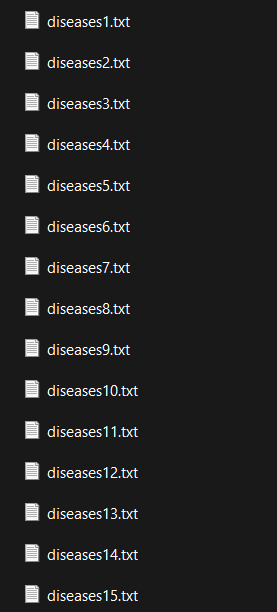 diseases1.txt
diseases2.txt
diseases3.txt
diseases4.txt
diseases5.txt
diseases6.txt
diseases7.txt
diseases8.txt
diseases9.txt
diseases10.txt
diseases11.txt
diseases12.txt
diseases13.txt
diseases14.txt
diseases15.txt